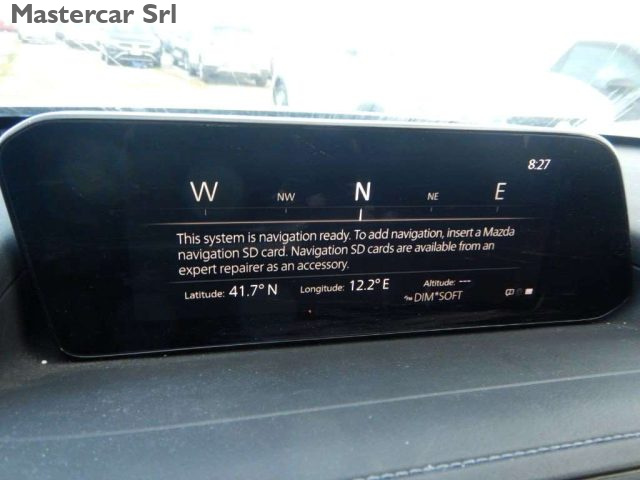 Mastercar Srl
8:27
W NW N NE E
This system is navigation ready. To add navigation, insert a Mazda
navigation SD card. Navigation SD cards are available from an
expert repairer as an accessory.
Latitude: 41.7° N Longitude: 12.2° E Altitude: ---
DIM*SOFT